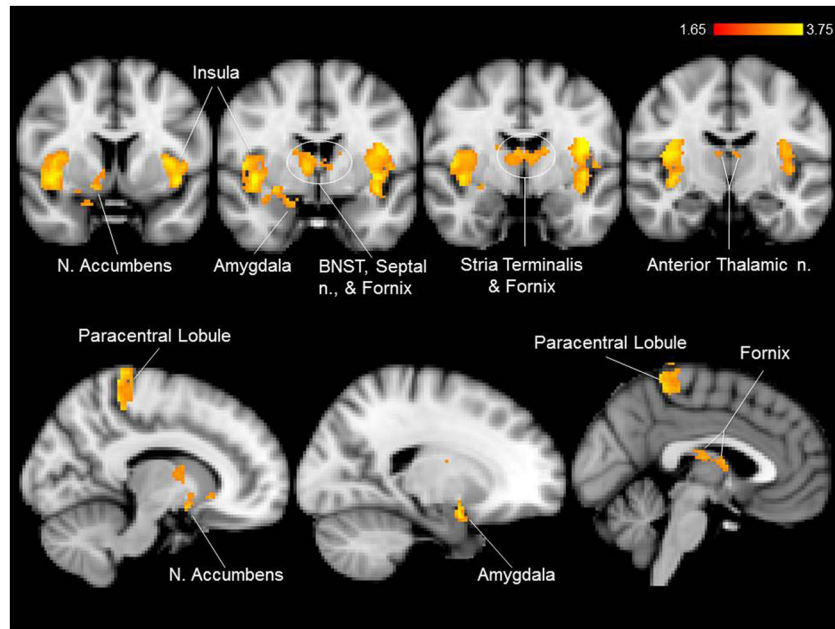 1.65 3.75
Insula
N. Accumbens
Amygdala
BNST, Septal
n., & Fornix
Stria Terminalis
& Fornix
Anterior Thalamic n.
Paracentral Lobule
Paracentral Lobule
Fornix
N. Accumbens
Amygdala